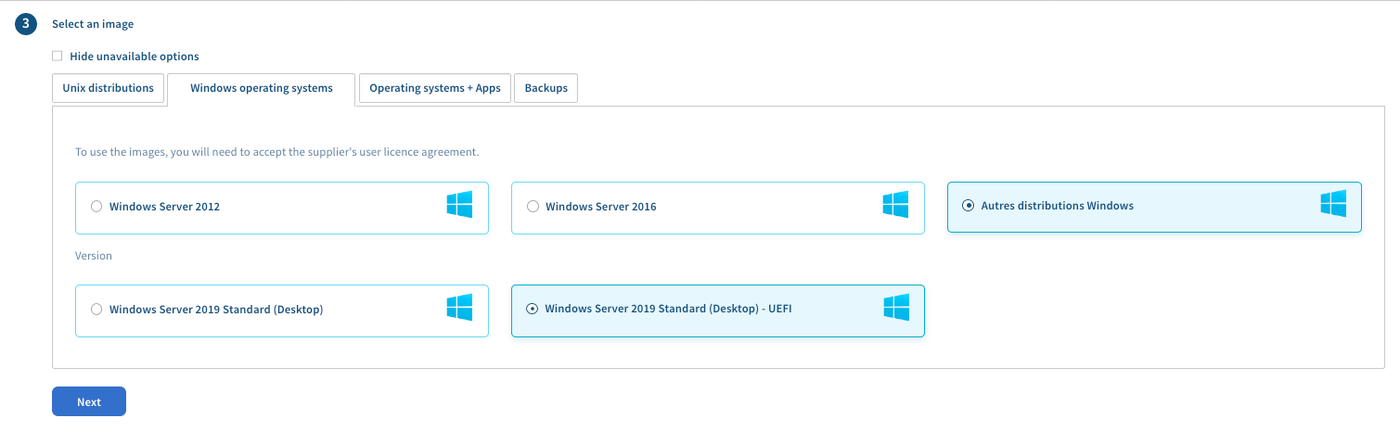 3 Select an image
Hide unavailable options
Unix distributions Windows operating systems Operating systems + Apps Backups
To use the images, you will need to accept the supplier's user licence agreement.
Windows Server 2012 Windows Server 2016 Autres distributions Windows
Version
Windows Server 2019 Standard (Desktop) Windows Server 2019 Standard (Desktop) - UEFI
Next